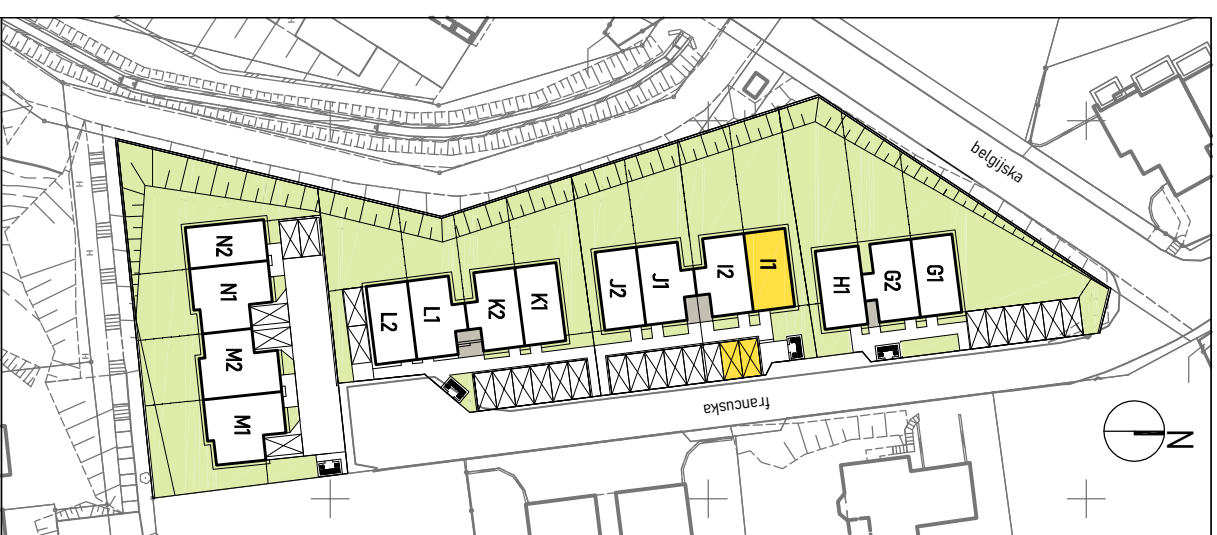 belgijska
N2
N1
M2
M1
L2
L1
K2
K1
J2
J1
I2
I1
H1
G2
G1
francuska
N